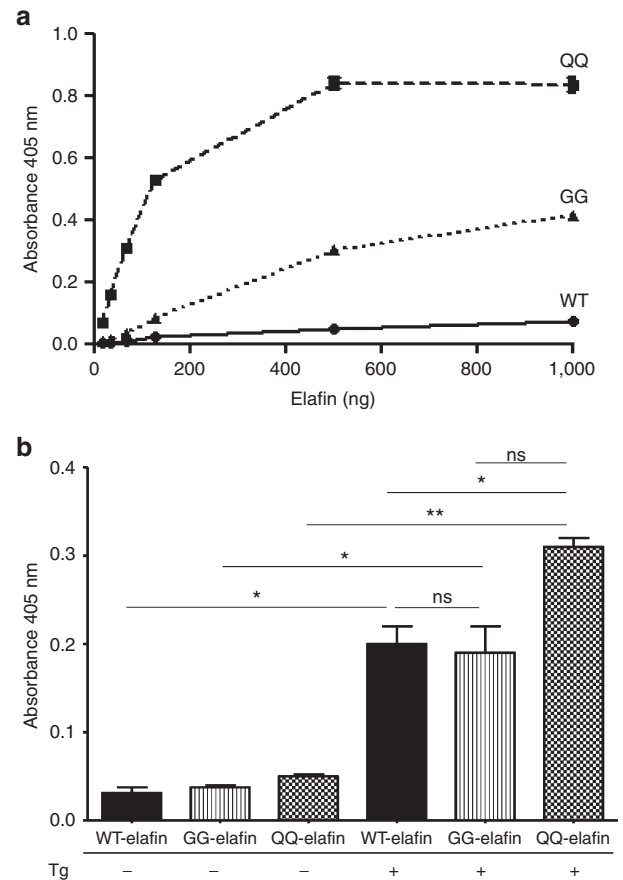 a
1.0
0.8
0.6
0.4
0.2
0.0
Absorbance 405 nm
QQ
GG
WT
0 200 400 600 800 1,000
Elafin (ng)
b
0.4
0.3
0.2
0.1
0.0
Absorbance 405 nm
ns
*
**
*
* ns
WT-elafin GG-elafin QQ-elafin WT-elafin GG-elafin QQ-elafin
Tg – – – + + +